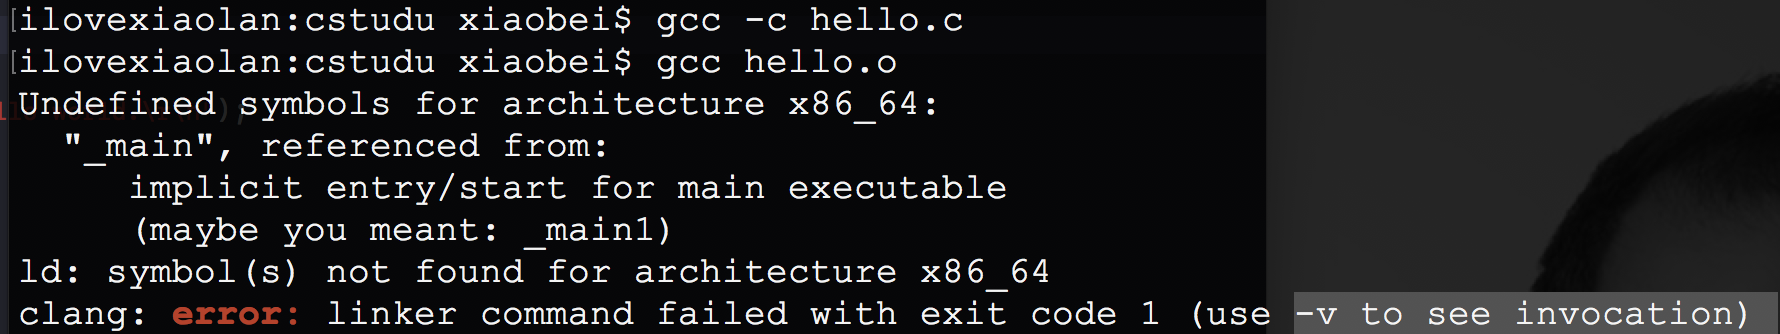 [ilovexiaolan:cstudu xiaobei$ gcc -c hello.c
[ilovexiaolan:cstudu xiaobei$ gcc hello.o
Undefined symbols for architecture x86_64:
  "_main", referenced from:
     implicit entry/start for main executable
     (maybe you meant: _main1)
ld: symbol(s) not found for architecture x86_64
clang: error: linker command failed with exit code 1 (use -v to see invocation)